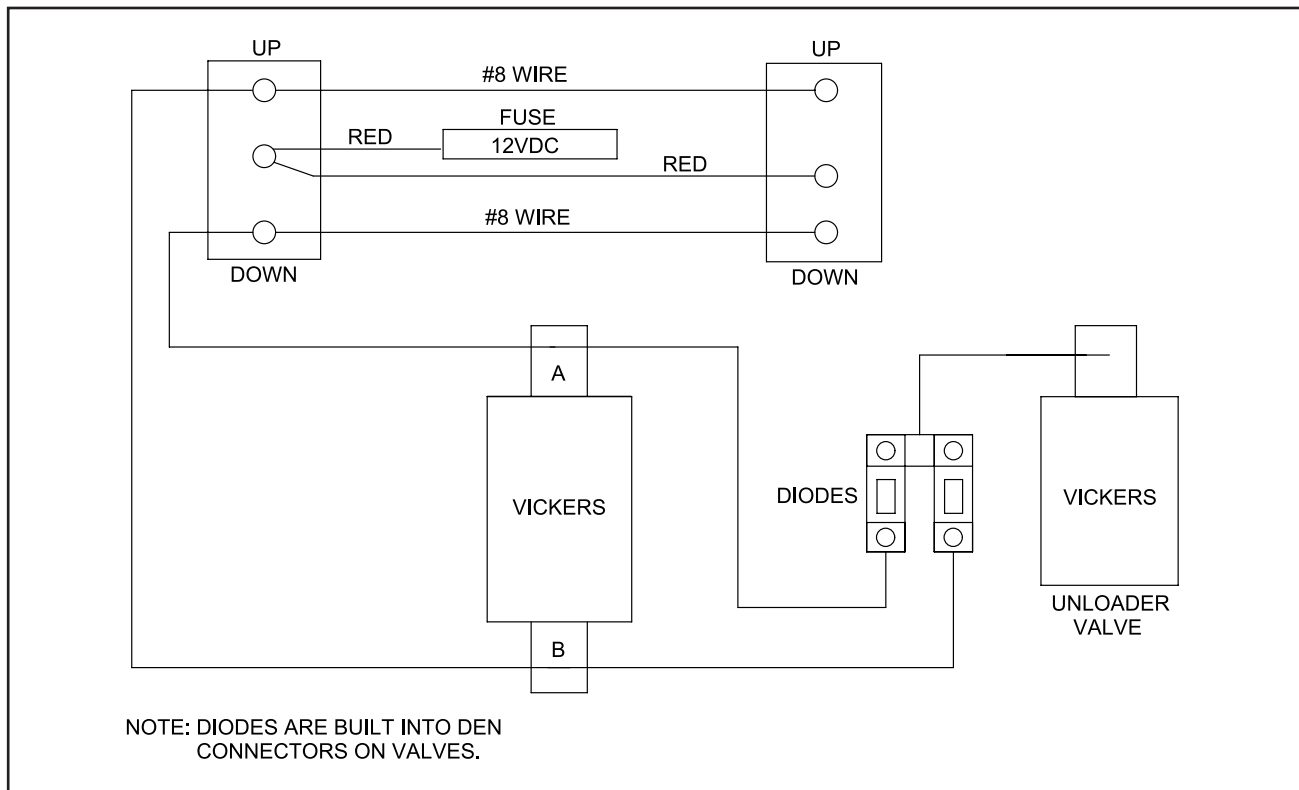 UP
UP
#8 WIRE
FUSE
RED
12VDC
RED
#8 WIRE
DOWN
DOWN
A
VICKERS
DIODES
VICKERS
UNLOADER
VALVE
B
NOTE: DIODES ARE BUILT INTO DEN
CONNECTORS ON VALVES.